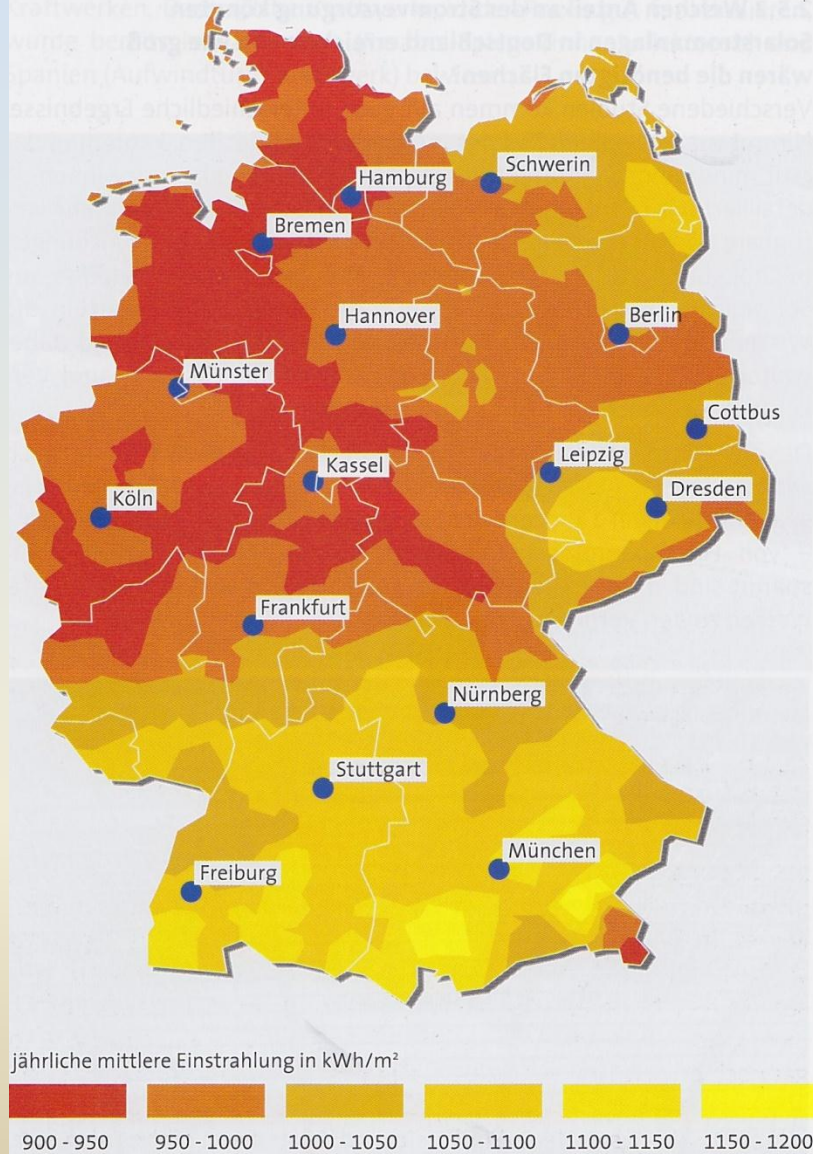 Schwerin
Hamburg
Bremen
Hannover
Berlin
Münster
Cottbus
Leipzig
Kassel
Dresden
Köln
Frankfurt
Nürnberg
Stuttgart
München
Freiburg
jährliche mittlere Einstrahlung in kWh/m²
900 - 950 950 - 1000 1000 - 1050 1050 - 1100 1100 - 1150 1150 - 1200